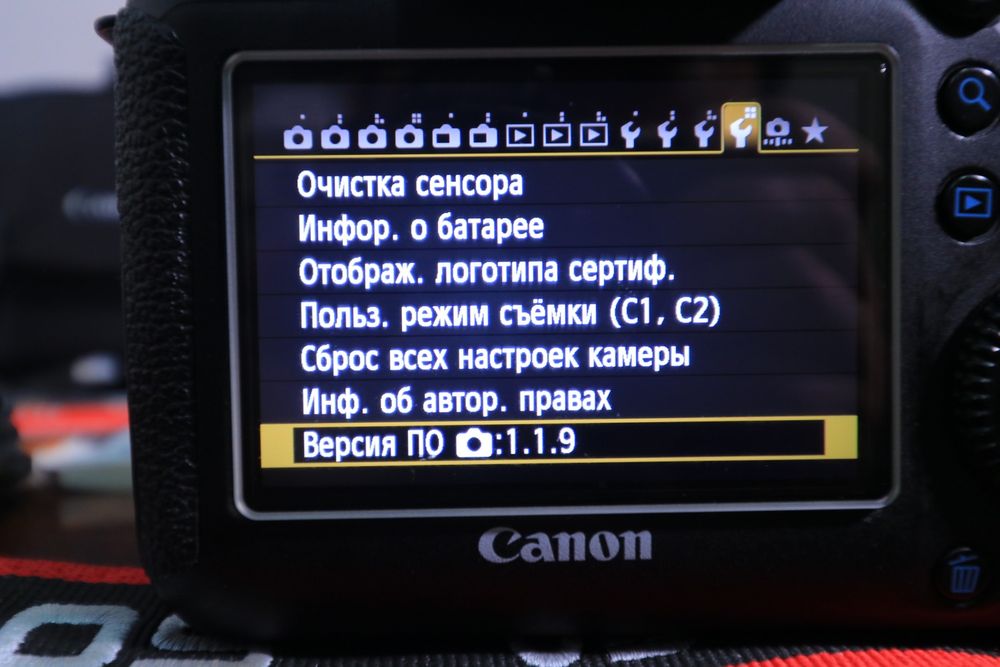 Очистка сенсора
Инфор. о батарее
Отображ. логотипа сертиф.
Польз. режим съёмки (C1, C2)
Сброс всех настроек камеры
Инф. об автор. правах
Версия ПО :1.1.9
Canon